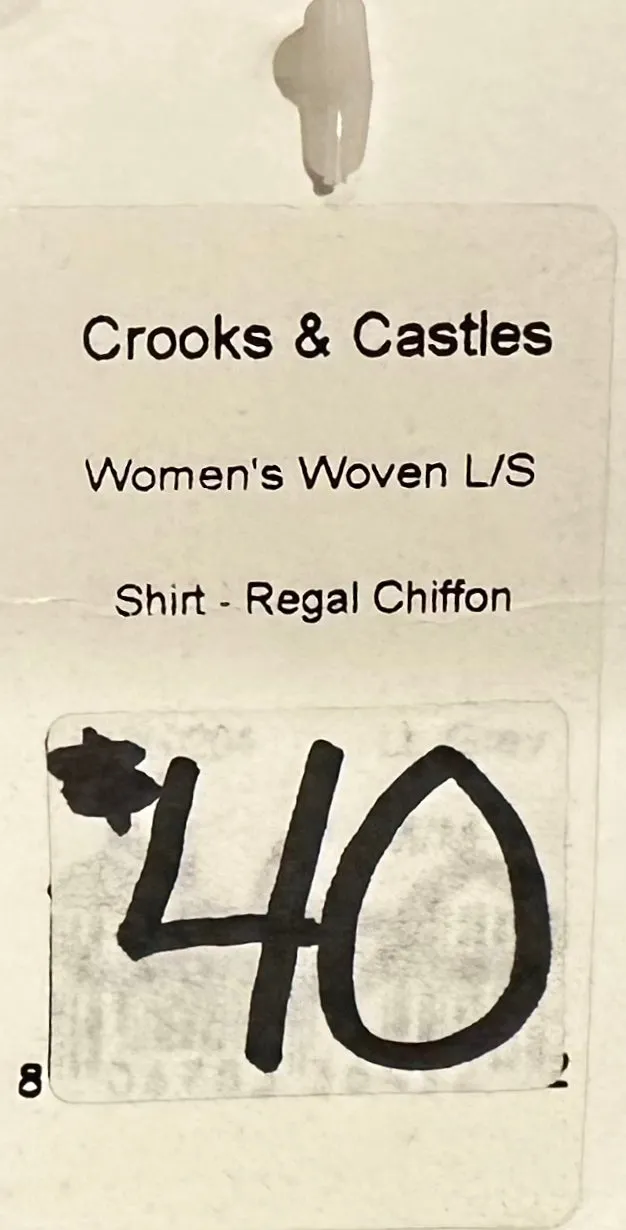 Crooks & Castles
Women's Woven L/S
Shirt - Regal Chiffon
40
8 2